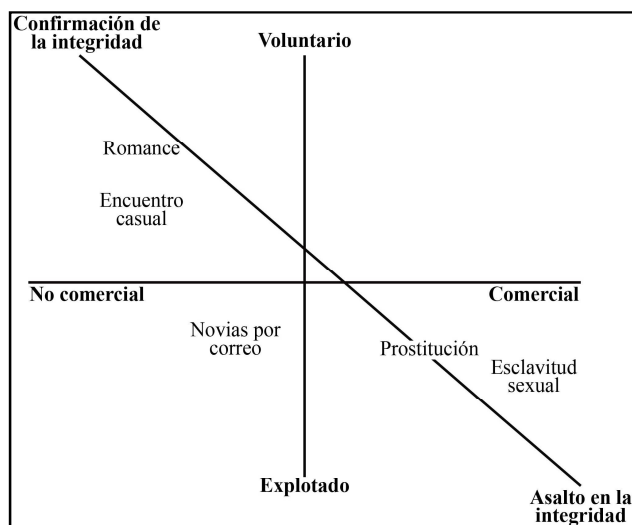 Confirmación de
la integridad
Voluntario
Romance
Encuentro
casual
No comercial
Comercial
Novias por
correo
Prostitución
Esclavitud
sexual
Explotado
Asalto en la
integridad